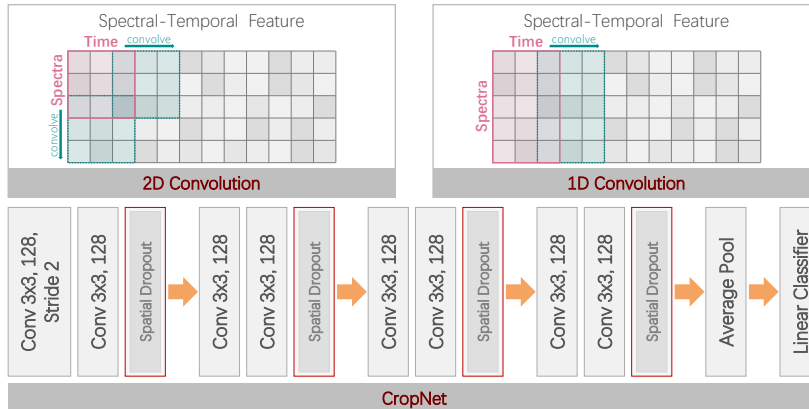 Spectral-Temporal Feature
Time
convolve
Spectra
convolve
2D Convolution
Spectral-Temporal Feature
Time
convolve
Spectra
1D Convolution
Conv 3x3, 128,
Stride 2
Conv 3x3, 128
Spatial Dropout
Conv 3x3, 128
Conv 3x3, 128
Spatial Dropout
Conv 3x3, 128
Conv 3x3, 128
Spatial Dropout
Conv 3x3, 128
Conv 3x3, 128
Spatial Dropout
Average Pool
Linear Classifier
CropNet